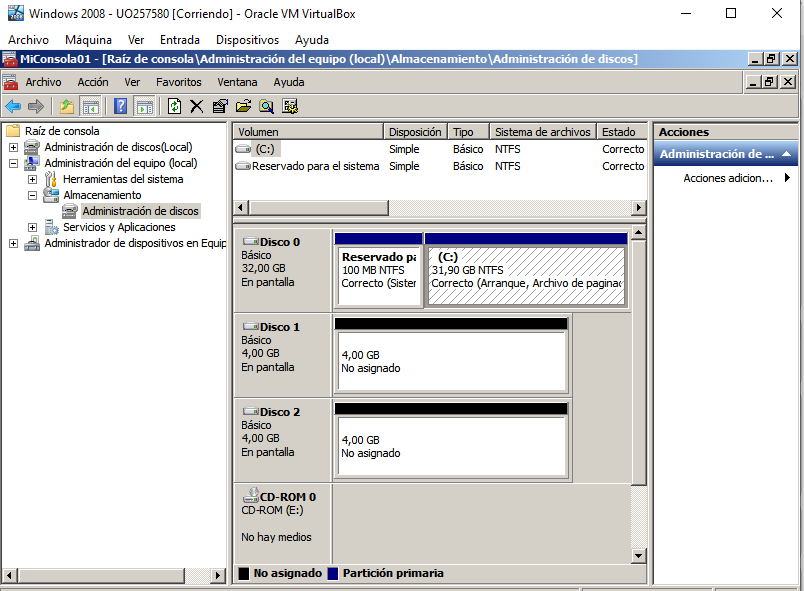 Windows 2008 - UO257580 [Corriendo] - Oracle VM VirtualBox
Archivo Máquina Ver Entrada Dispositivos Ayuda
MiConsola01 - [Raíz de consola\Administración del equipo (local)\Almacenamiento\Administración de discos]
Archivo Acción Ver Favoritos Ventana Ayuda
Raíz de consola
Administración de discos(Local)
Administración del equipo (local)
Herramientas del sistema
Almacenamiento
Administración de discos
Servicios y Aplicaciones
Administrador de dispositivos en Equip
Volumen Disposición Tipo Sistema de archivos Estado
(C:) Simple Básico NTFS Correcto
Reservado para el sistema Simple Básico NTFS Correcto
Disco 0
Básico
32,00 GB
En pantalla
Reservado pa
100 MB NTFS
Correcto (Sister
(C:)
31,90 GB NTFS
Correcto (Arranque, Archivo de paginac
Disco 1
Básico
4,00 GB
En pantalla
4,00 GB
No asignado
Disco 2
Básico
4,00 GB
En pantalla
4,00 GB
No asignado
CD-ROM 0
CD-ROM (E:)
No hay medios
No asignado Partición primaria
Acciones
Administración de ...
Acciones adicion...